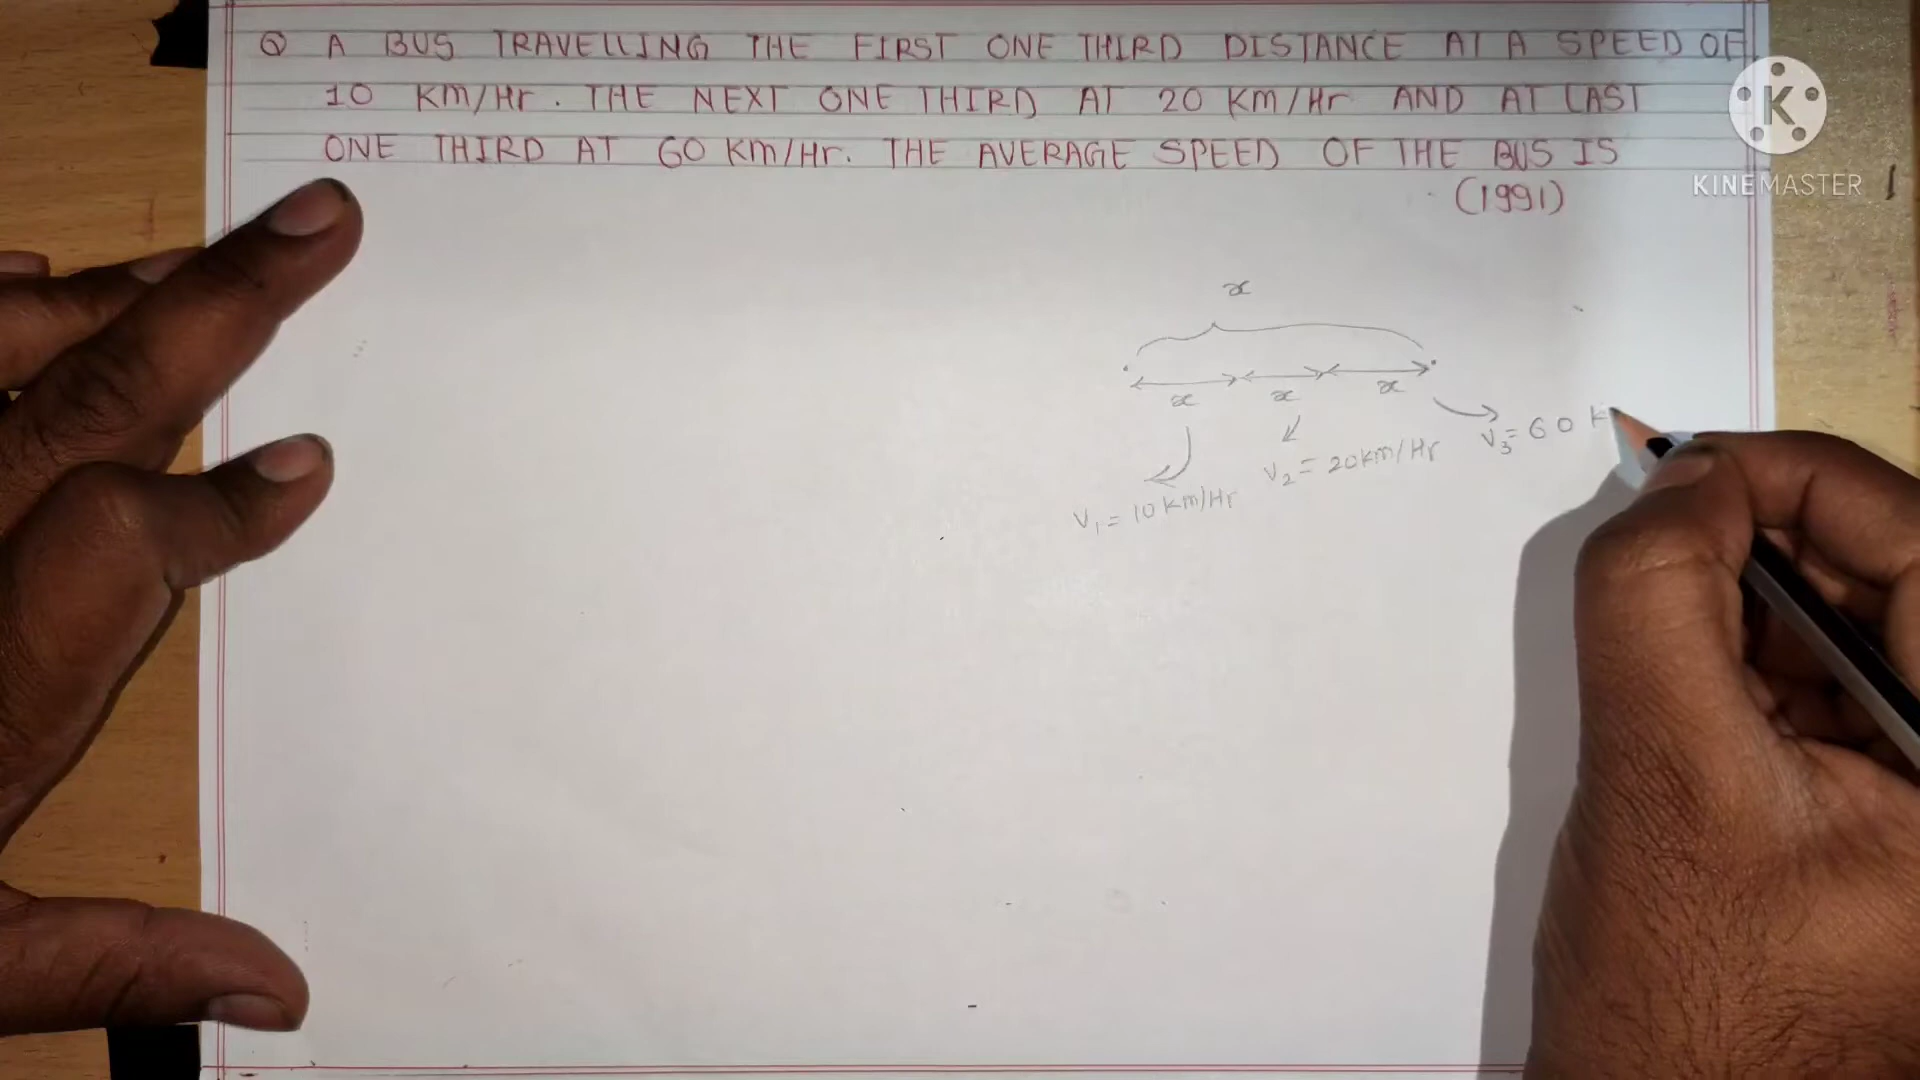 Q A BUS TRAVELLING THE FIRST ONE THIRD DISTANCE AT A SPEED OF
10 KM/Hr. THE NEXT ONE THIRD AT 20 KM/Hr AND AT LAST
ONE THIRD AT 60 KM/Hr. THE AVERAGE SPEED OF THE BUS IS
(1991)
K
KINEMASTER
x
x x x
V1 = 10 km/Hr
V2 = 20km/Hr
V3= 60 K